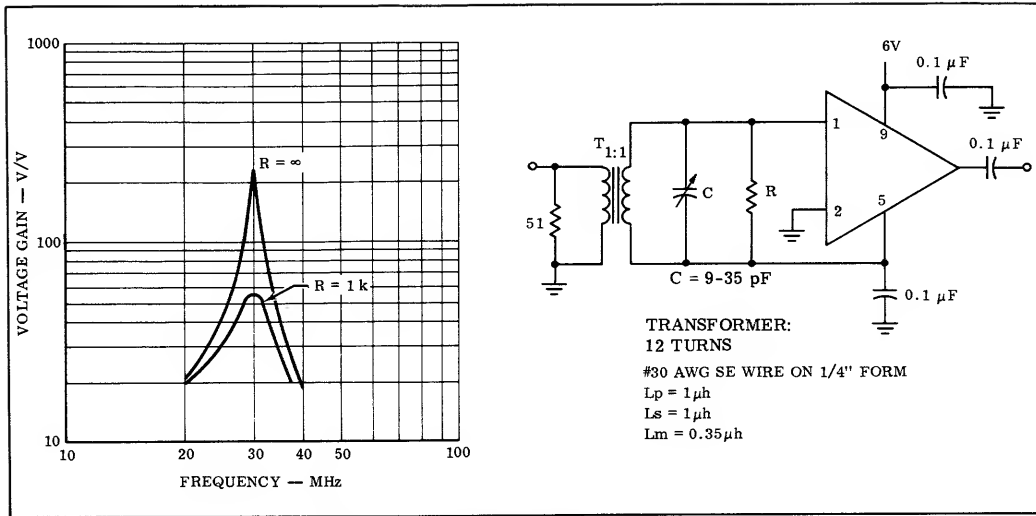 1000
100
10
VOLTAGE GAIN — V/V
R = ∞
R = 1 k
10
20
30
40
50
100
FREQUENCY — MHz
6V
0.1 μF
T
1:1
1
9
0.1 μF
51
C
R
2
5
C = 9-35 pF
0.1 μF
TRANSFORMER:
12 TURNS
#30 AWG SE WIRE ON 1/4" FORM
Lp = 1μh
Ls = 1μh
Lm = 0.35μh